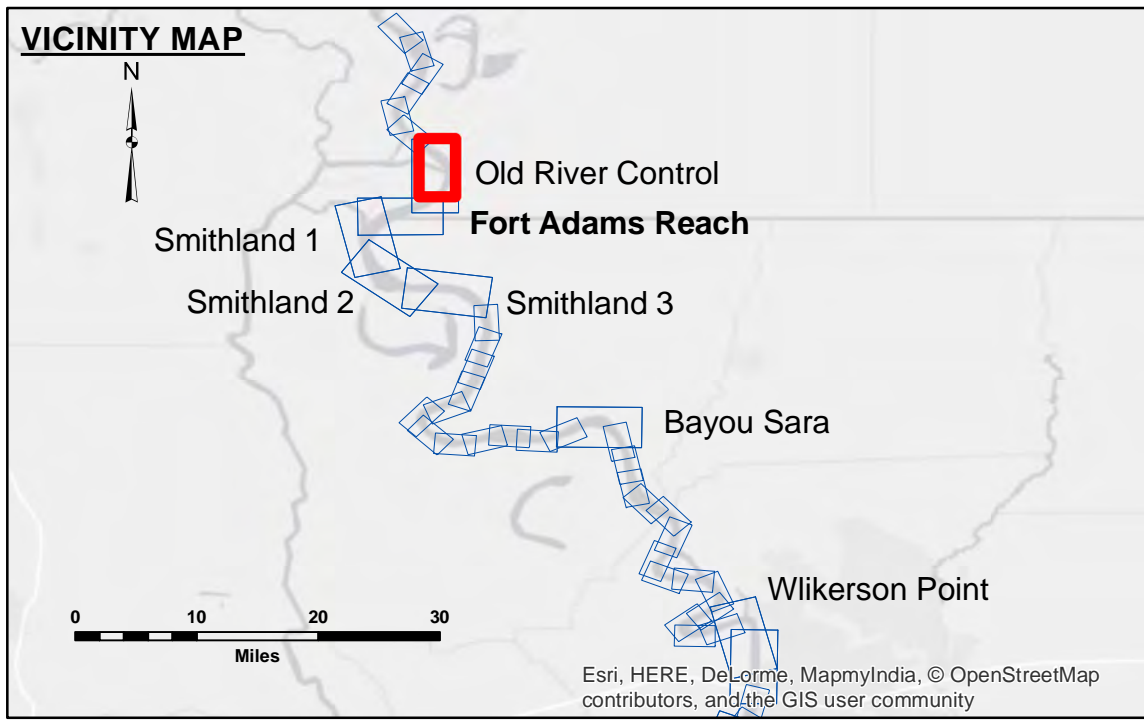 VICINITY MAP
N
Old River Control
Fort Adams Reach
Smithland 1
Smithland 2
Smithland 3
Bayou Sara
Wlikerson Point
0 10 20 30
Miles
Esri, HERE, DeLorme, MapmyIndia, © OpenStreetMap
contributors, and the GIS user community